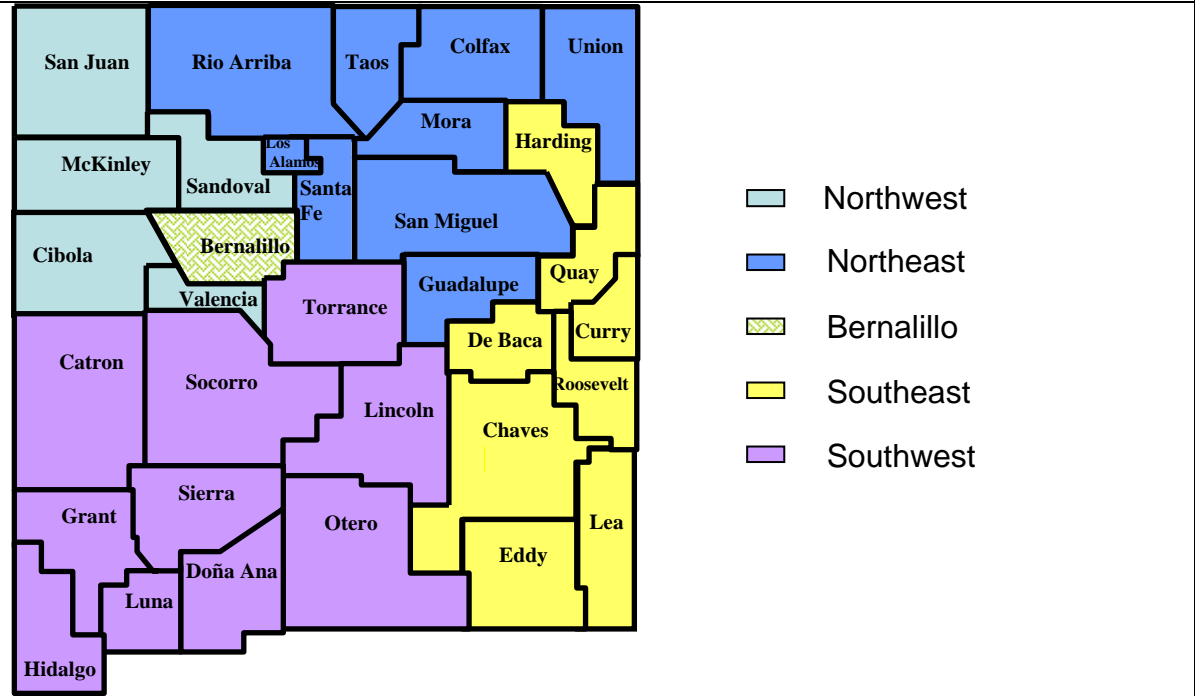 San Juan
Rio Arriba
Taos
Colfax
Union
Mora
Harding
McKinley
Los
Alamos
Sandoval
Santa
Fe
San Miguel
Bernalillo
Cibola
Quay
Guadalupe
Valencia
Torrance
Curry
De Baca
Catron
Socorro
Roosevelt
Lincoln
Chaves
Sierra
Grant
Otero
Lea
Eddy
Doña Ana
Luna
Hidalgo
Northwest
Northeast
Bernalillo
Southeast
Southwest